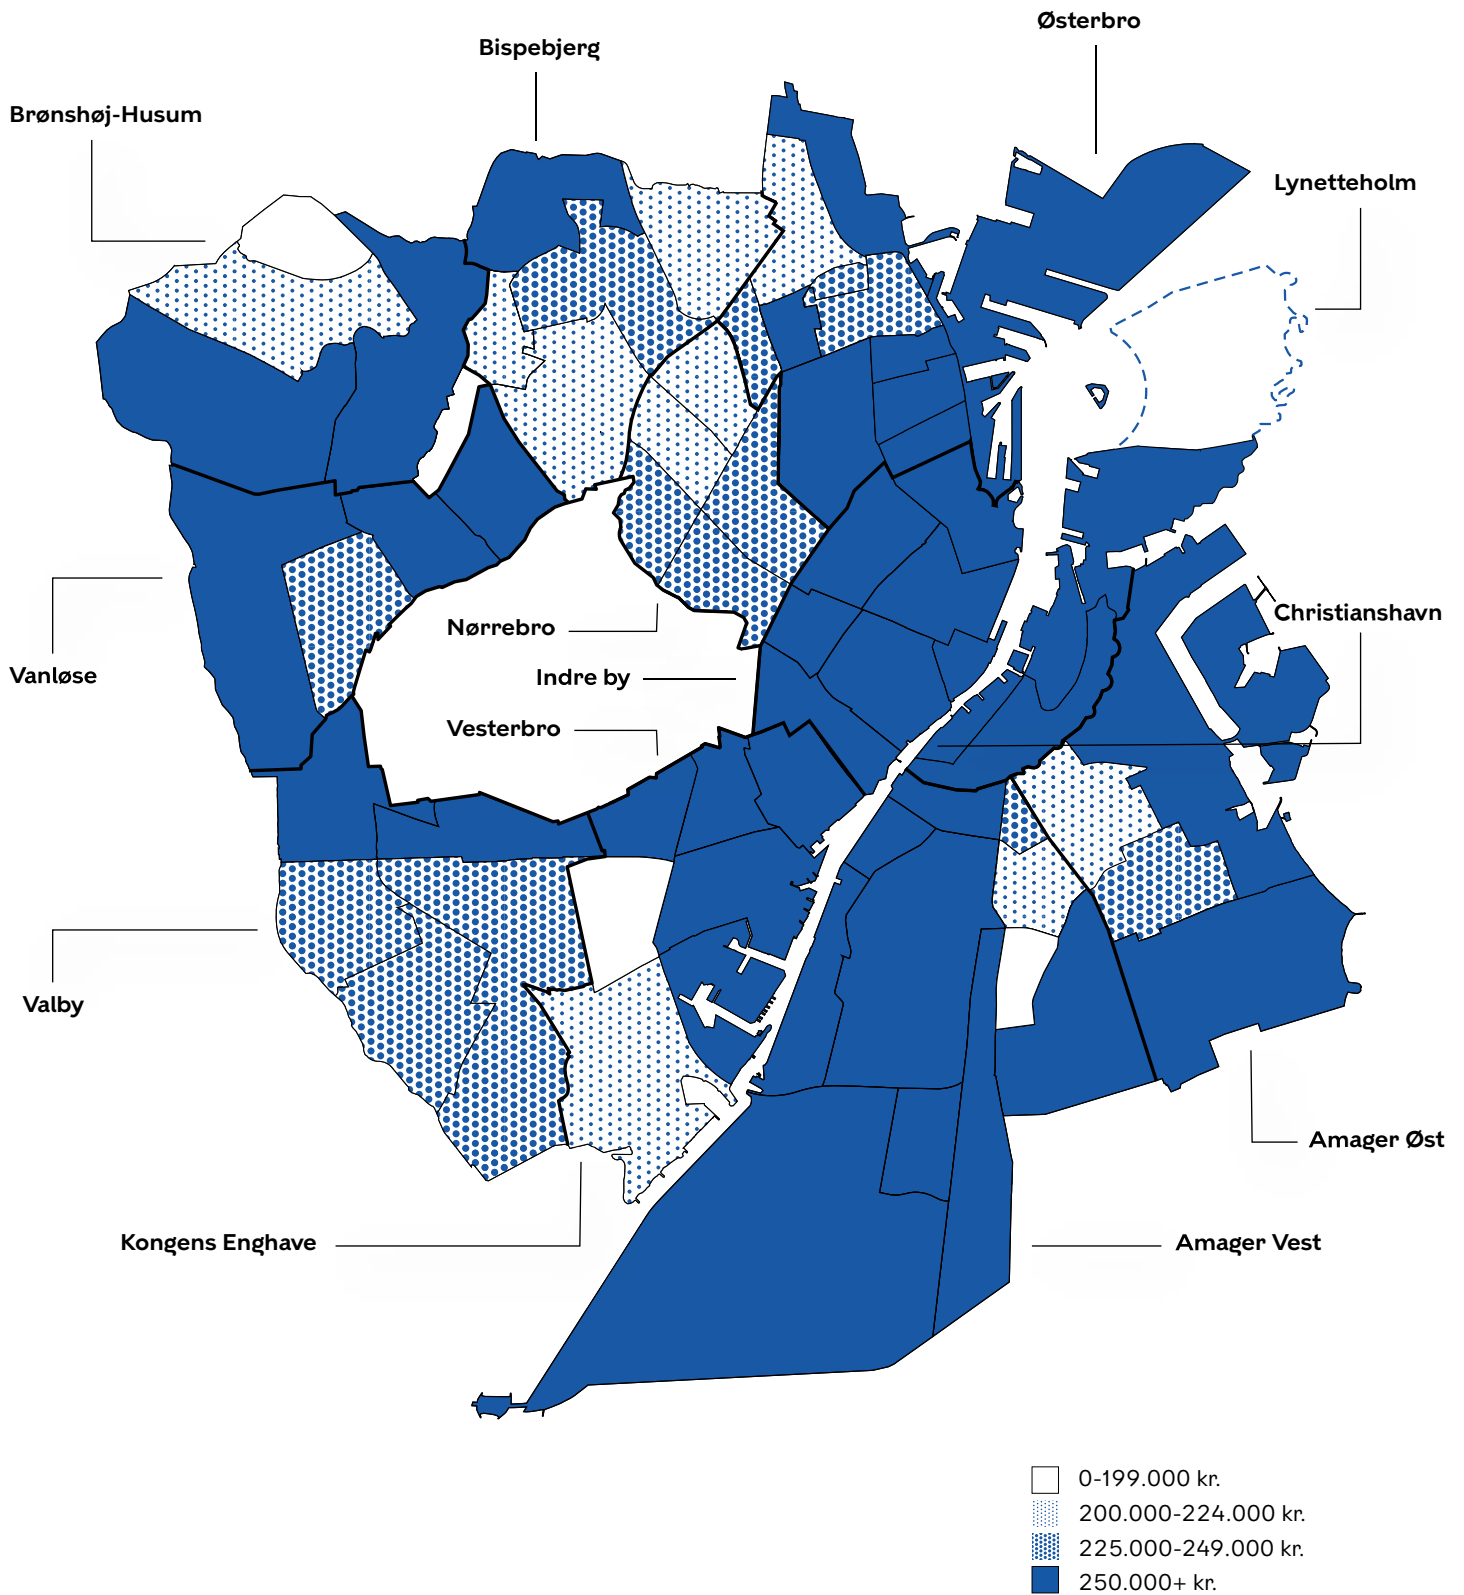 Østerbro
Bispebjerg
Brønshøj-Husum
Lynetteholm
Christianshavn
Nørrebro
Vanløse
Indre by
Vesterbro
Valby
Amager Øst
Kongens Enghave
Amager Vest
0-199.000 kr.
200.000-224.000 kr.
225.000-249.000 kr.
250.000+ kr.